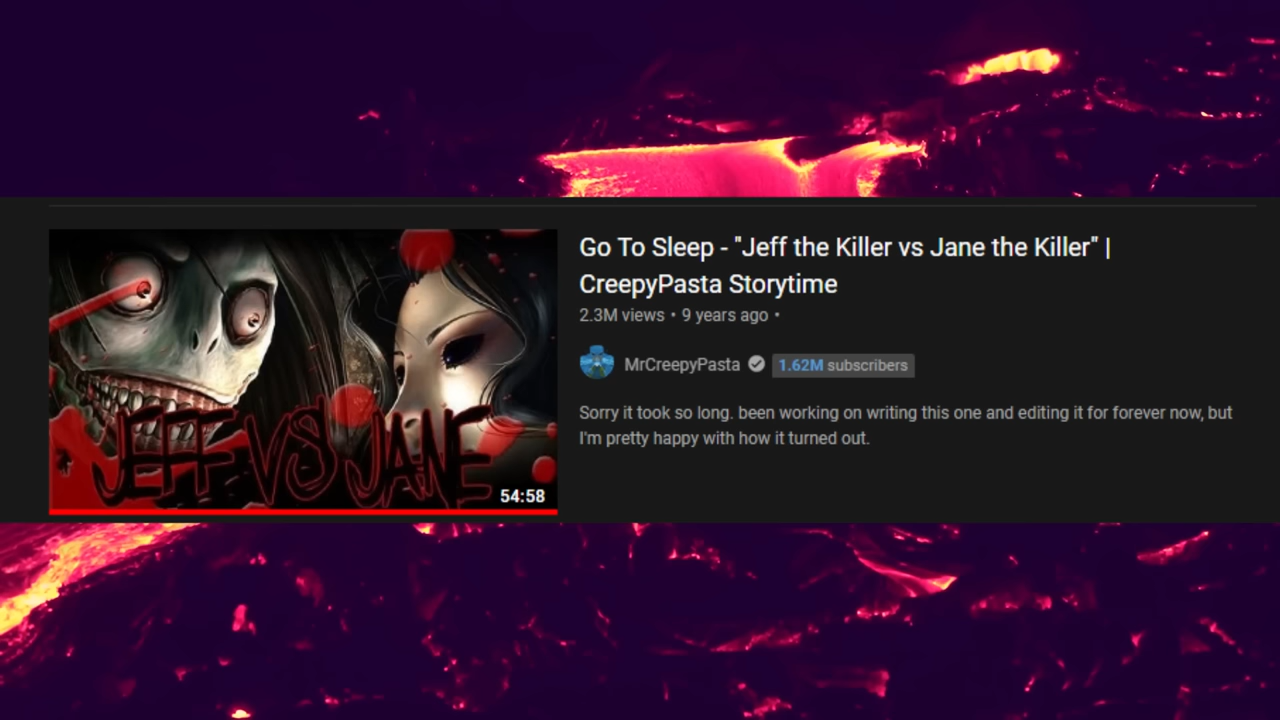 Go To Sleep - "Jeff the Killer vs Jane the Killer" |
CreepyPasta Storytime
2.3M views • 9 years ago •
MrCreepyPasta 1.62M subscribers
Sorry it took so long. been working on writing this one and editing it for forever now, but
I'm pretty happy with how it turned out.
JEFF VS JANE
54:58